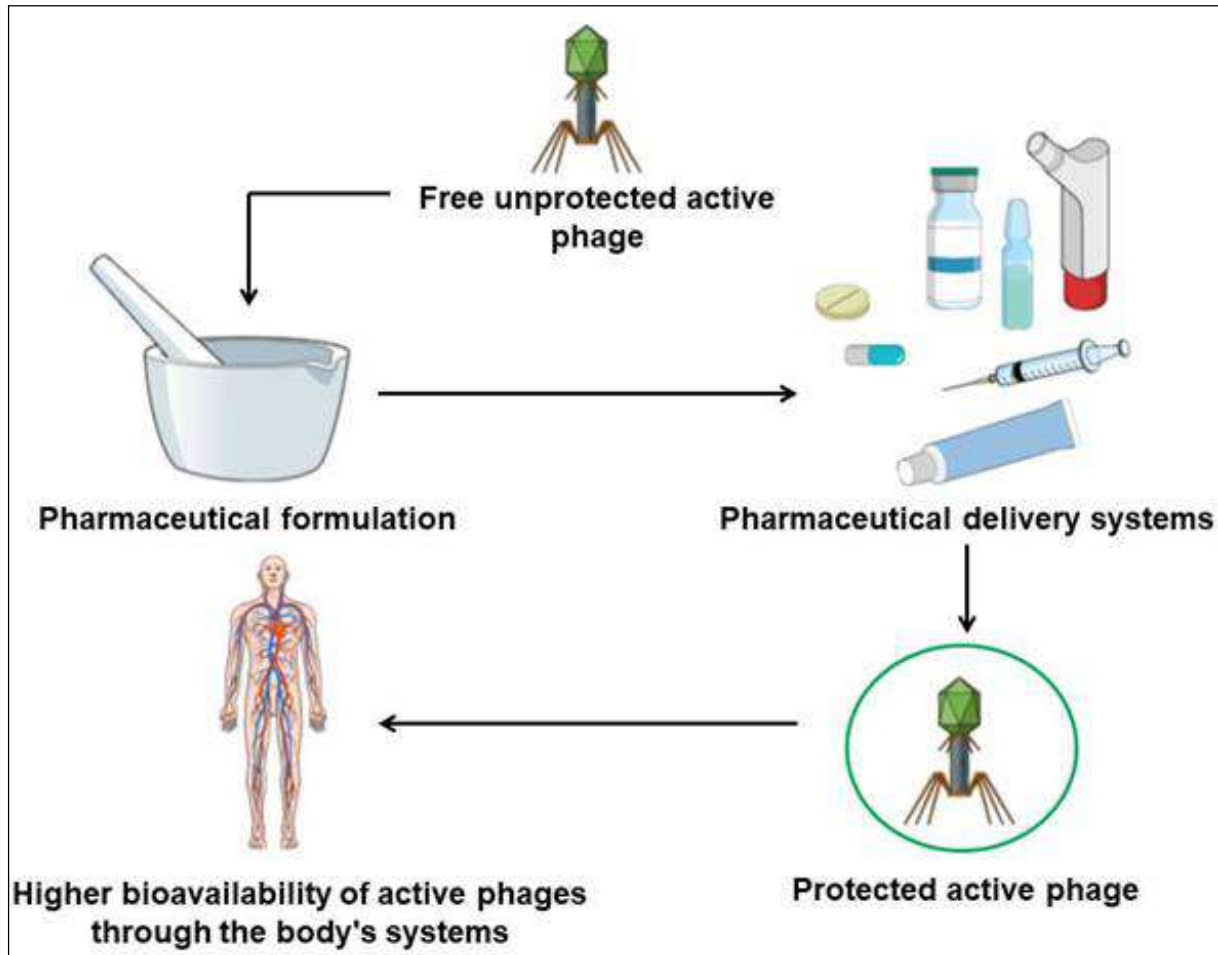 Free unprotected active
phage
Pharmaceutical formulation
Pharmaceutical delivery systems
Protected active phage
Higher bioavailability of active phages
through the body's systems